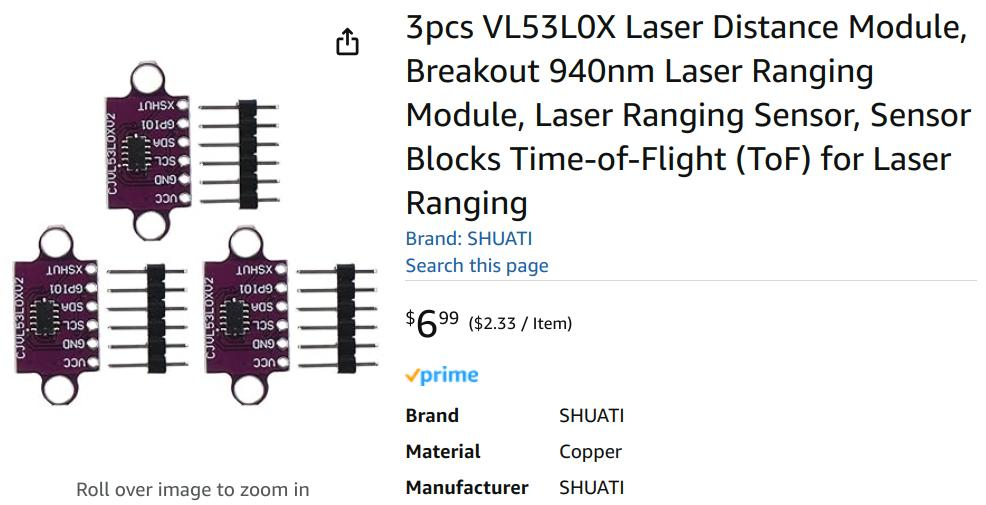 3pcs VL53L0X Laser Distance Module,
Breakout 940nm Laser Ranging
Module, Laser Ranging Sensor, Sensor
Blocks Time-of-Flight (ToF) for Laser
Ranging
Brand: SHUATI
Search this page
$6.99 ($2.33 / Item)
prime
Brand SHUATI
Material Copper
Manufacturer SHUATI
CJVL53L0XV2
XSHUT
GPIO1
SDA
SCL
GND
VCC
CJVL53L0XV2
XSHUT
GPIO1
SDA
SCL
GND
VCC
CJVL53L0XV2
XSHUT
GPIO1
SDA
SCL
GND
VCC
Roll over image to zoom in